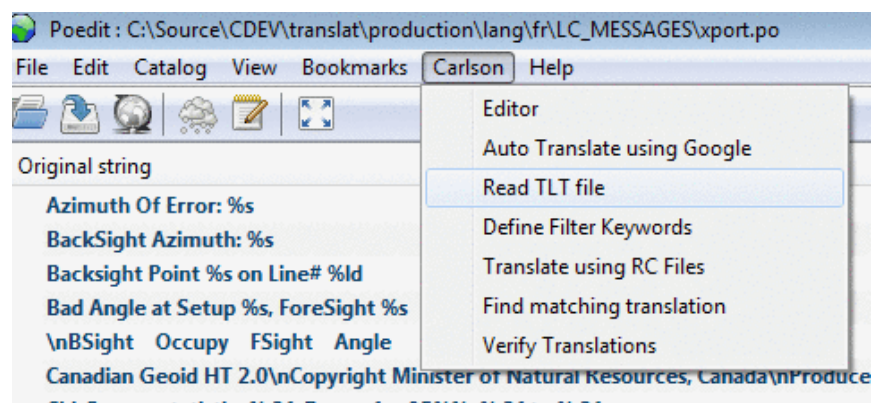 Poedit : C:\Source\CDEV\translat\production\lang\fr\LC_MESSAGES\xport.po
File Edit Catalog View Bookmarks Carlson Help
Editor
Auto Translate using Google
Read TLT file
Define Filter Keywords
Translate using RC Files
Find matching translation
Verify Translations
Original string
Azimuth Of Error: %s
BackSight Azimuth: %s
Backsight Point %s on Line# %ld
Bad Angle at Setup %s, ForeSight %s
\nBSight Occupy FSight Angle
Canadian Geoid HT 2.0\nCopyright Minister of Natural Resources, Canada\nProduce